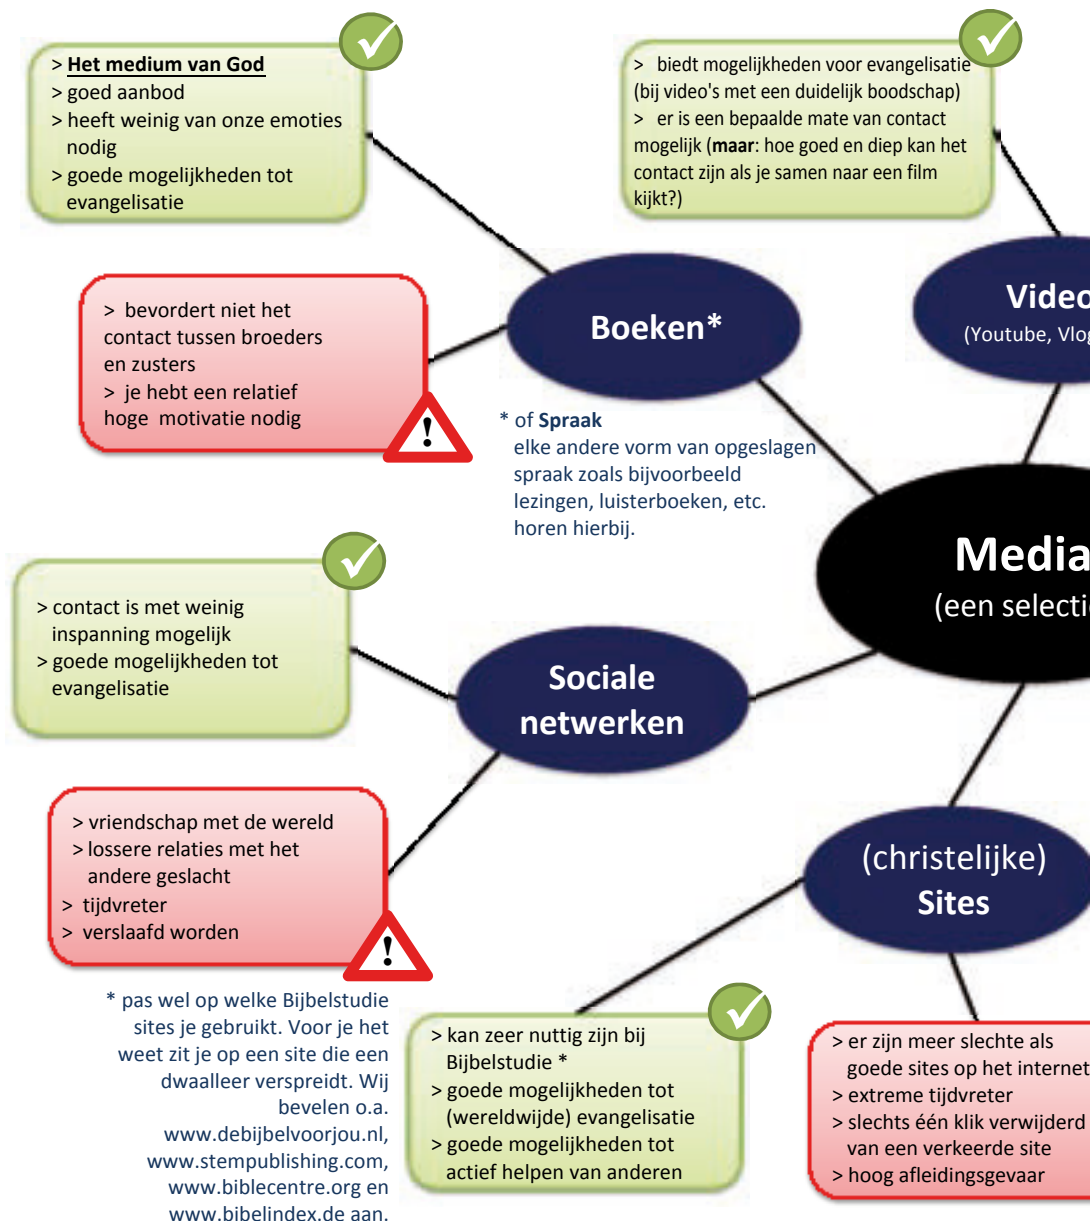 > Het medium van God
> goed aanbod
> heeft weinig van onze emoties
nodig
> goede mogelijkheden tot
evangelisatie
> biedt mogelijkheden voor evangelisatie
(bij video's met een duidelijk boodschap)
> er is een bepaalde mate van contact
mogelijk (maar: hoe goed en diep kan het
contact zijn als je samen naar een film
kijkt?)
> bevordert niet het
contact tussen broeders
en zusters
> je hebt een relatief
hoge motivatie nodig
!
Boeken*
Video
(Youtube, Vlog
* of Spraak
elke andere vorm van opgeslagen
spraak zoals bijvoorbeeld
lezingen, luisterboeken, etc.
horen hierbij.
Media
(een selectie
> contact is met weinig
inspanning mogelijk
> goede mogelijkheden tot
evangelisatie
Sociale
netwerken
> vriendschap met de wereld
> lossere relaties met het
andere geslacht
> tijdvreter
> verslaafd worden
!
(christelijke)
Sites
* pas wel op welke Bijbelstudie
sites je gebruikt. Voor je het
weet zit je op een site die een
dwaalleer verspreidt. Wij
bevelen o.a.
www.debijbelvoorjou.nl,
www.stempublishing.com,
www.biblecentre.org en
www.bibelindex.de aan.
> kan zeer nuttig zijn bij
Bijbelstudie *
> goede mogelijkheden tot
(wereldwijde) evangelisatie
> goede mogelijkheden tot
actief helpen van anderen
> er zijn meer slechte als
goede sites op het internet
> extreme tijdvreter
> slechts één klik verwijderd
van een verkeerde site
> hoog afleidingsgevaar